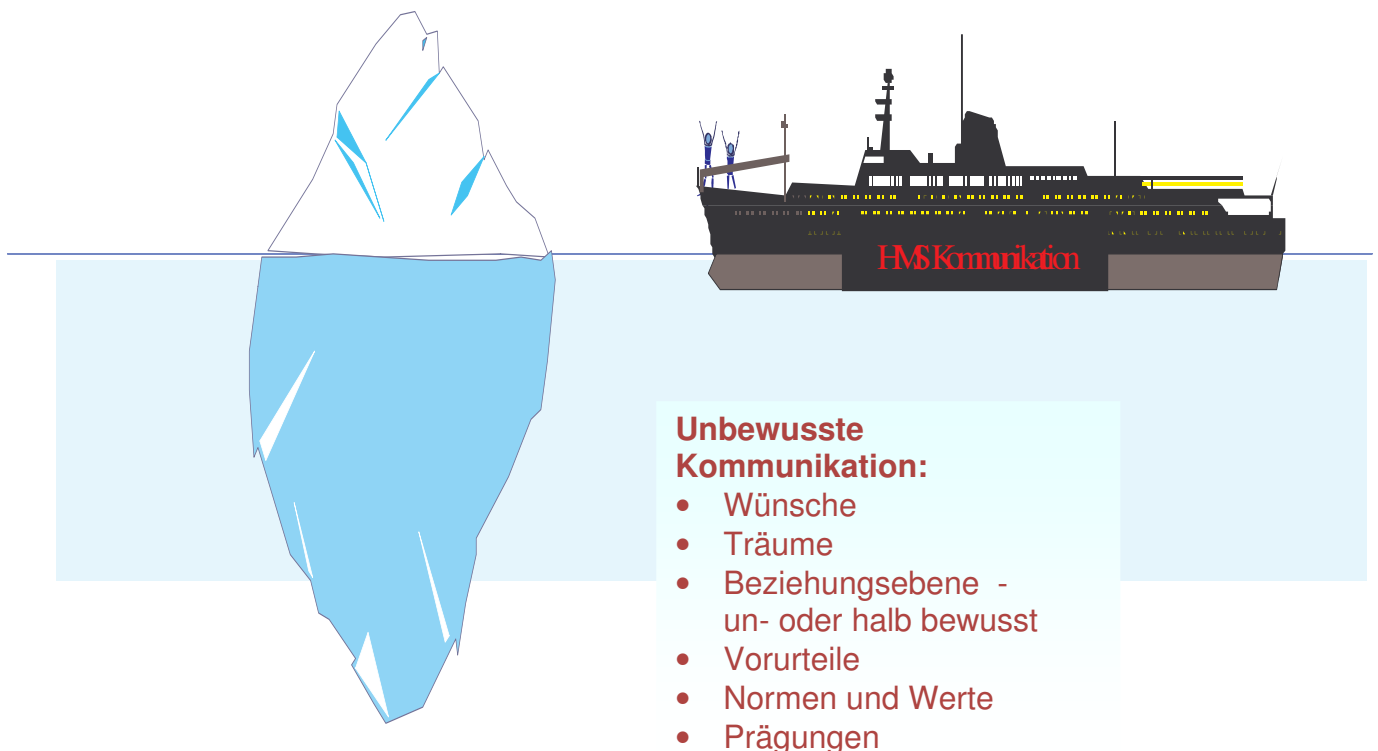 HMS Kommunikation
Unbewusste
Kommunikation:
• Wünsche
• Träume
• Beziehungsebene -
un- oder halb bewusst
• Vorurteile
• Normen und Werte
• Prägungen